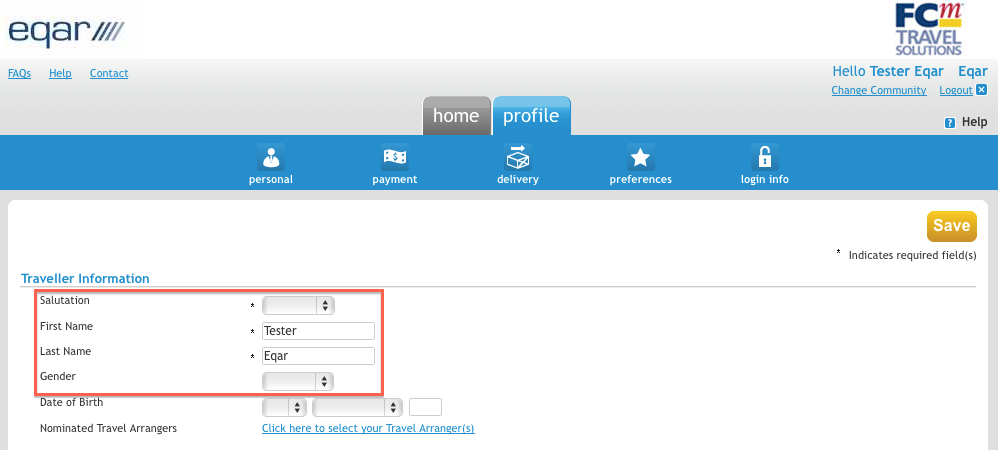 eqar
FCm
TRAVEL
SOLUTIONS
FAQs Help Contact
Hello Tester Eqar Eqar
Change Community Logout
home profile
? Help
personal payment delivery preferences login info
Save
* Indicates required field(s)
Traveller Information
Salutation *
First Name * Tester
Last Name * Eqar
Gender
Date of Birth
Nominated Travel Arrangers Click here to select your Travel Arranger(s)